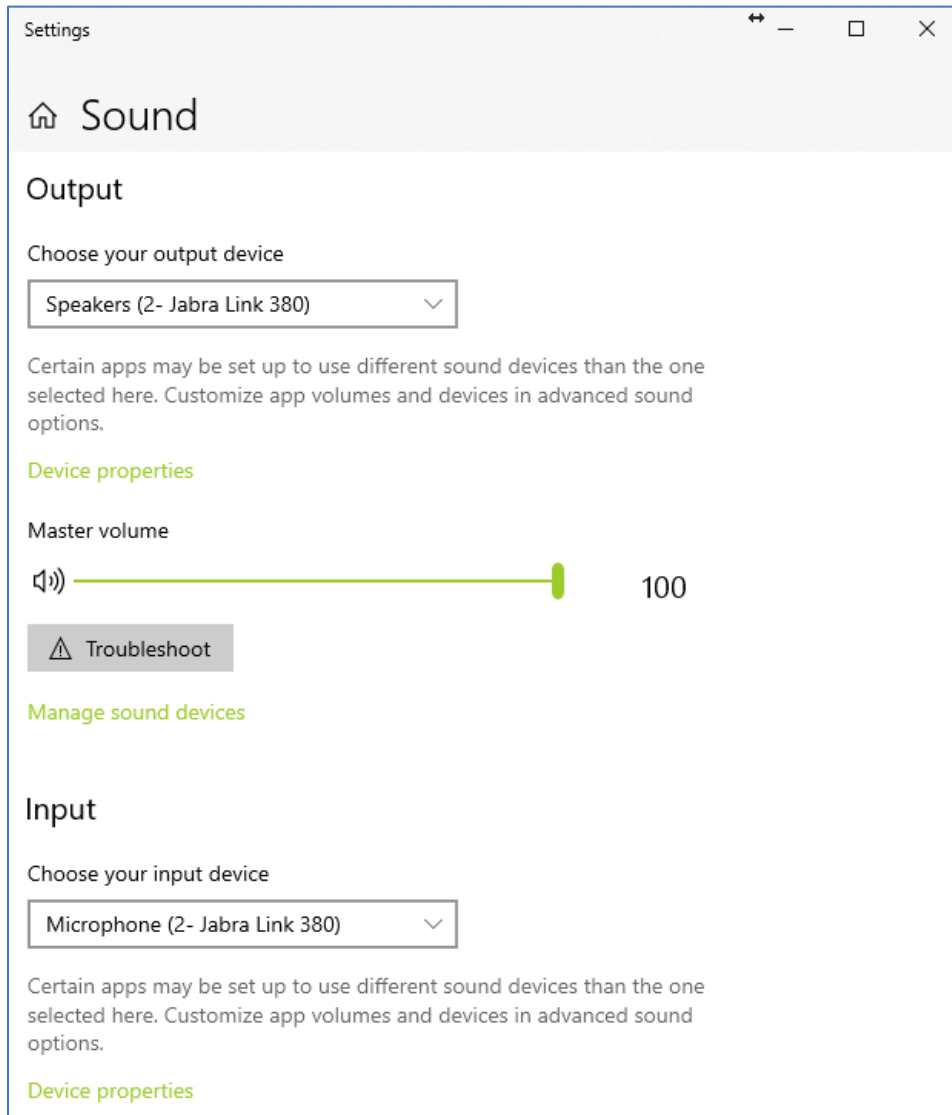 Settings
Sound
Output
Choose your output device
Speakers (2- Jabra Link 380)
Certain apps may be set up to use different sound devices than the one
selected here. Customize app volumes and devices in advanced sound
options.
Device properties
Master volume
100
Troubleshoot
Manage sound devices
Input
Choose your input device
Microphone (2- Jabra Link 380)
Certain apps may be set up to use different sound devices than the one
selected here. Customize app volumes and devices in advanced sound
options.
Device properties